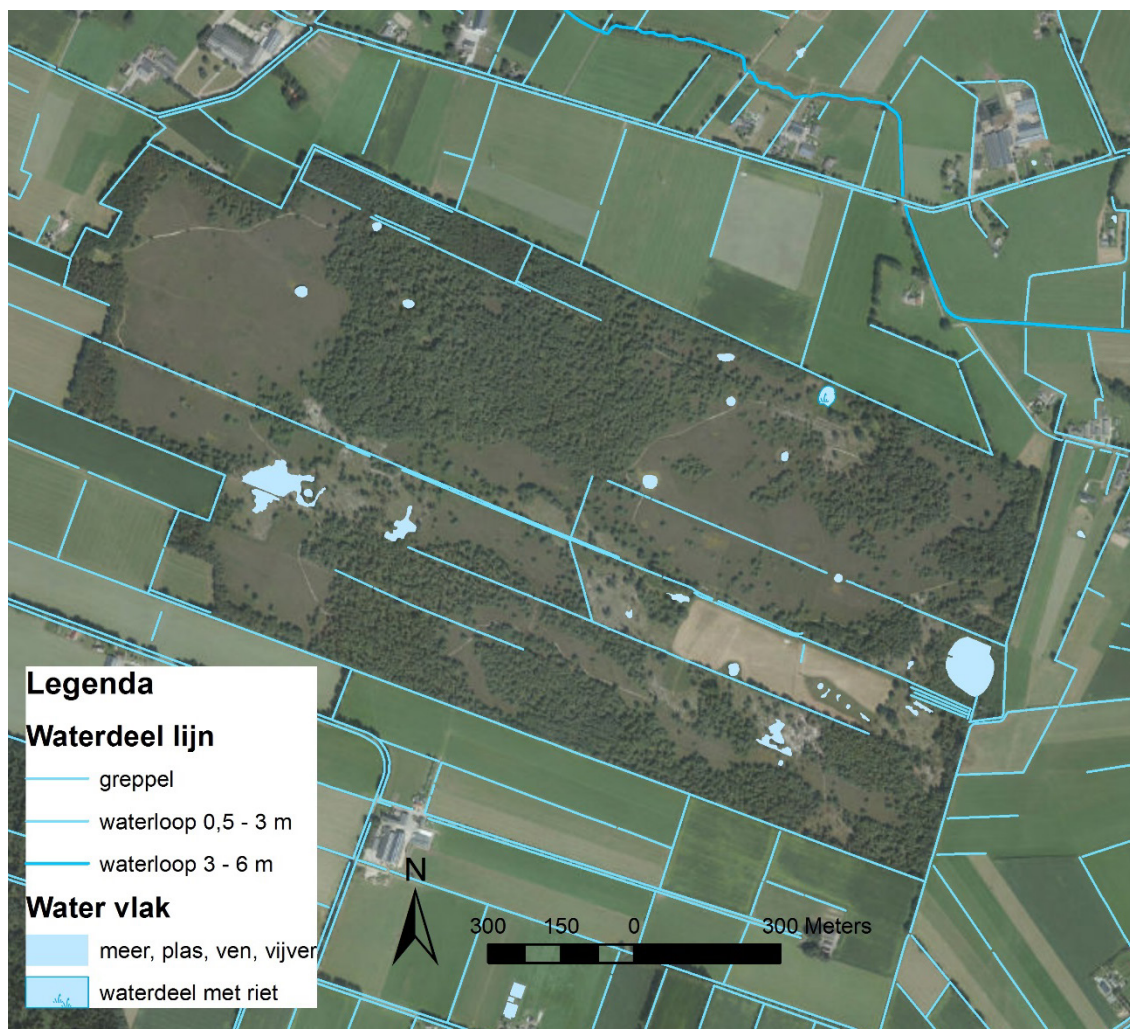 Legenda
Waterdeel lijn
greppel
waterloop 0,5 - 3 m
waterloop 3 - 6 m
Water vlak
meer, plas, ven, vijver
waterdeel met riet
N
300 150 0 300 Meters